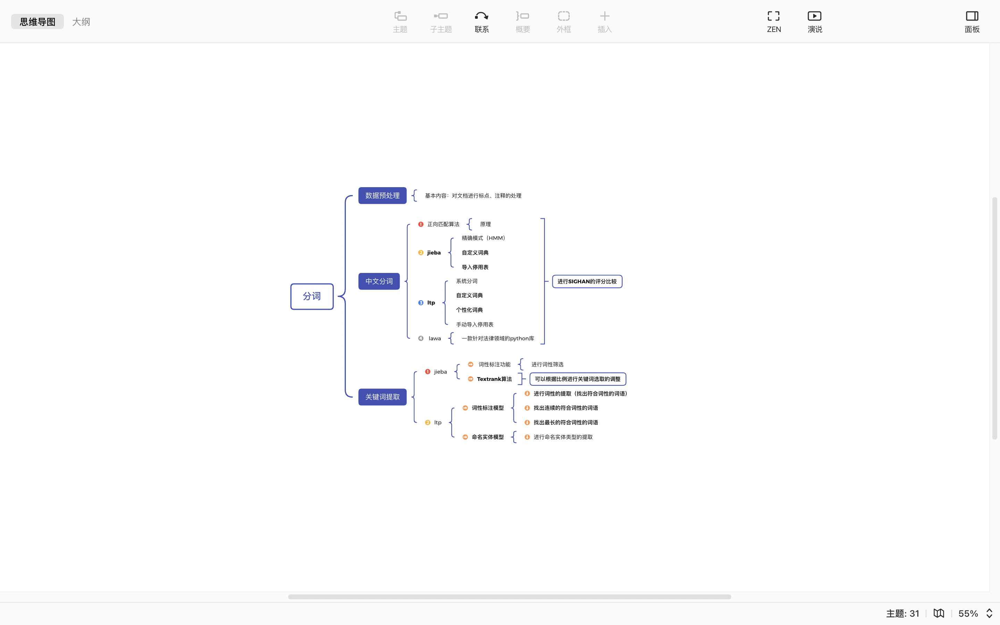 思维导图 大纲
主题 子主题 联系 概要 外框 插入 ZEN 演说 面板
分词
数据预处理
基本内容：对文档进行标点、注释的处理
中文分词
1 正向匹配算法
原理
2 jieba
精确模式（HMM）
自定义词典
导入停用表
3 ltp
系统分词
自定义词典
个性化词典
手动导入停用表
4 lawa
一款针对法律领域的python库
进行SIGHAN的评分比较
关键词提取
1 jieba
词性标注功能
进行词性筛选
Textrank算法
可以根据比例进行关键词选取的调整
2 ltp
词性标注模型
进行词性的提取（找出符合词性的词语）
找出连续的符合词性的词语
找出最长的符合词性的词语
命名实体模型
进行命名实体类型的提取
主题: 31 55%